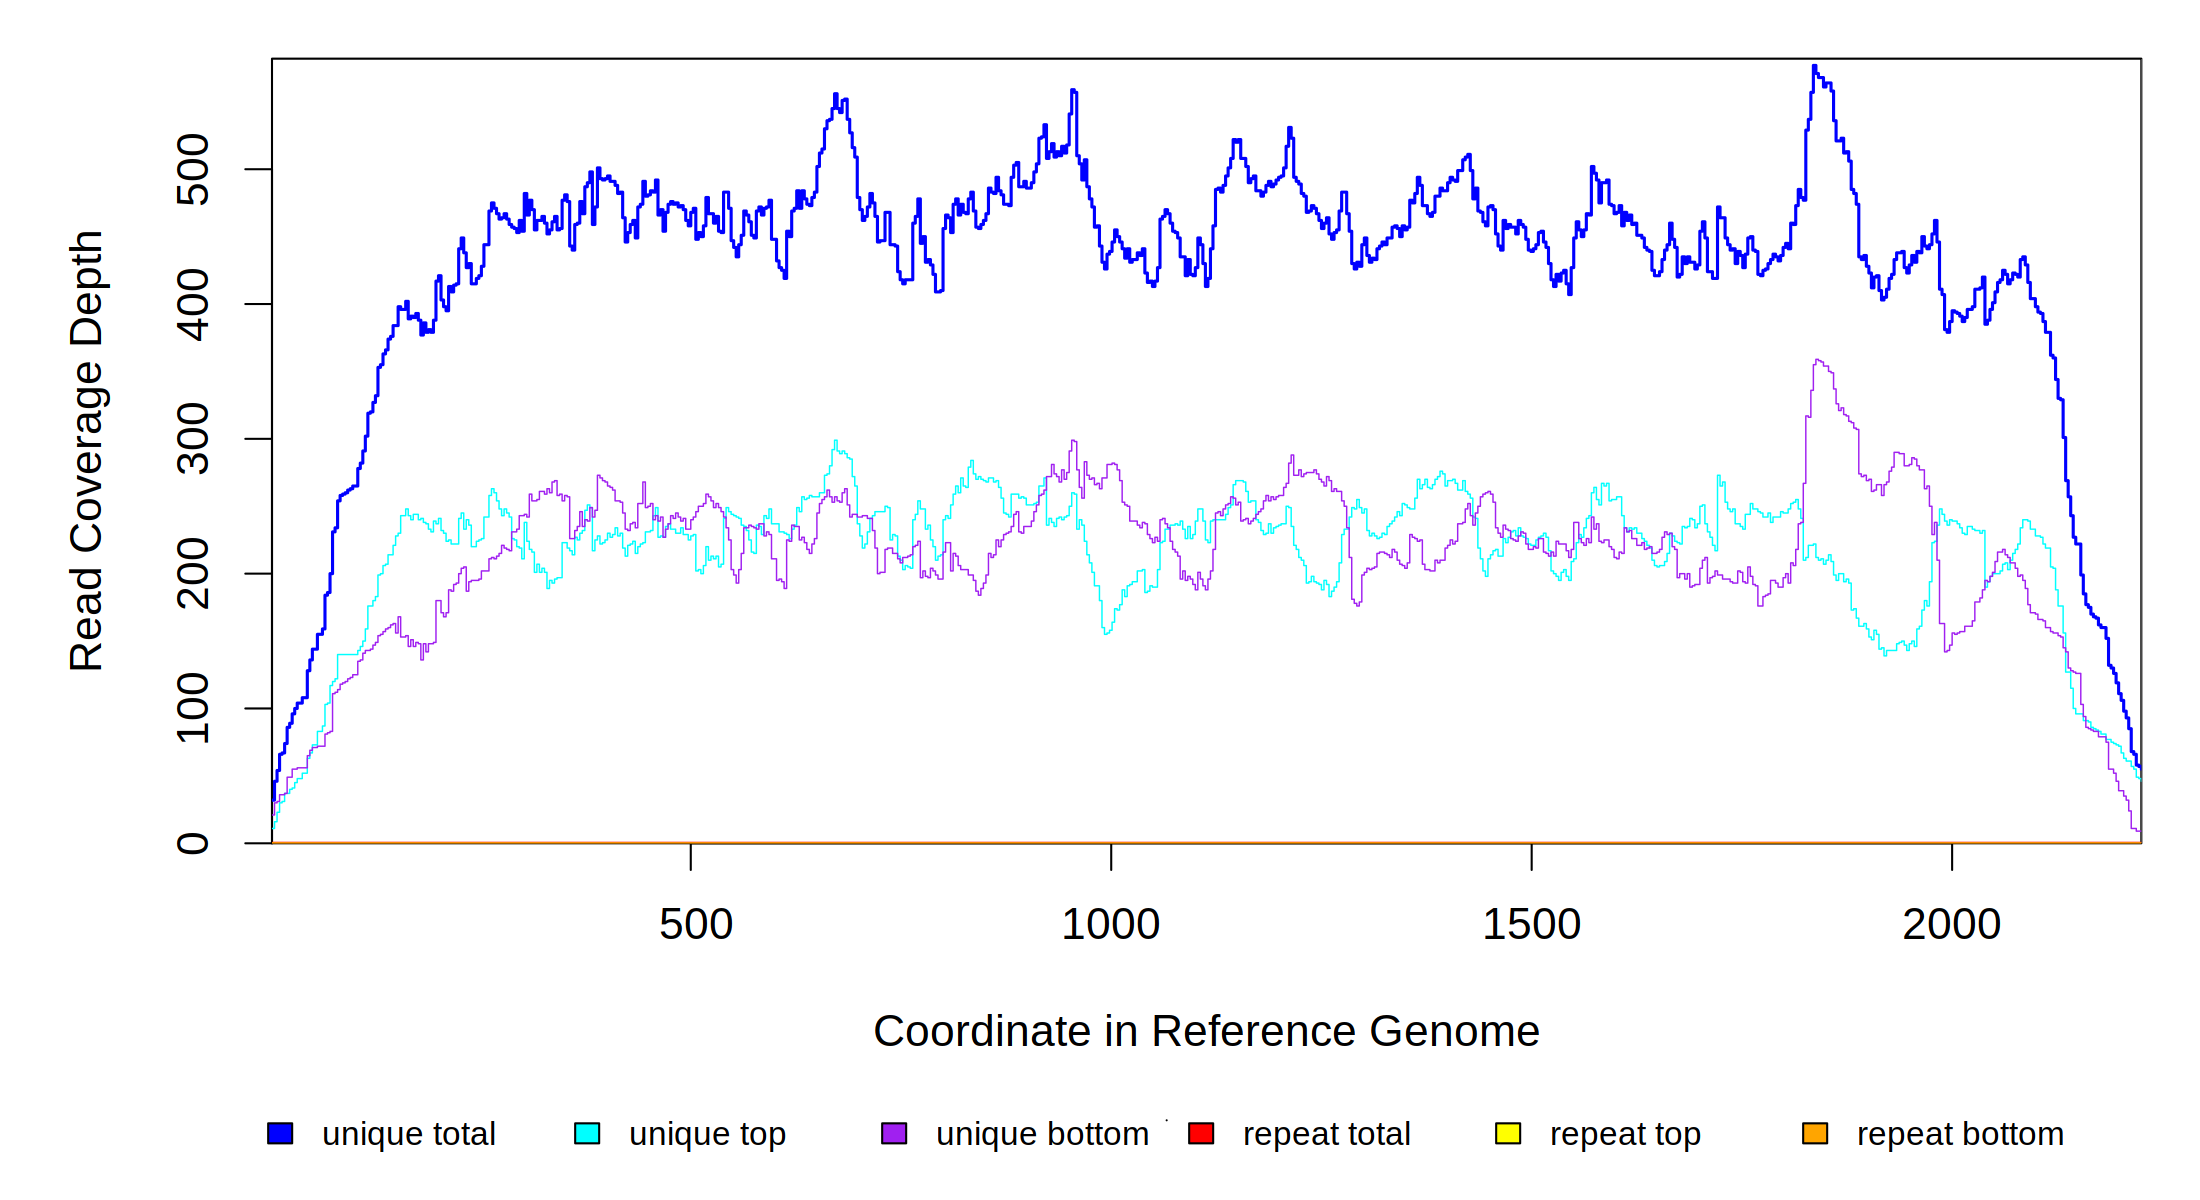 Read Coverage Depth
500
400
300
200
100
0
500 1000 1500 2000
Coordinate in Reference Genome
unique total unique top unique bottom repeat total repeat top repeat bottom